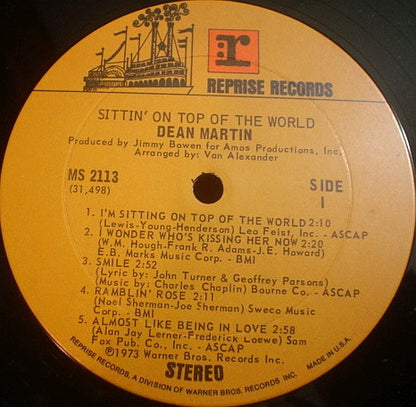 r
REPRISE RECORDS
SITTIN' ON TOP OF THE WORLD
DEAN MARTIN
Produced by Jimmy Bowen for Amos Productions, Inc.
Arranged by: Van Alexander
MS 2113
(31,498)
SIDE
1
1. I'M SITTING ON TOP OF THE WORLD 2:10
(Lewis-Young-Henderson) Leo Feist, Inc. - ASCAP
2. I WONDER WHO'S KISSING HER NOW 2:20
(W.M. Hough-Frank R. Adams-J.E. Howard)
E.B. Marks Music Corp. - BMI
3. SMILE 2:52
(Lyric by: John Turner & Geoffrey Parsons)
(Music by: Charles Chaplin) Bourne Co. - ASCAP
4. RAMBLIN' ROSE 2:11
(Noel Sherman-Joe Sherman) Sweco Music
Corp. - BMI
5. ALMOST LIKE BEING IN LOVE 2:58
(Alan Jay Lerner-Frederick Loewe) Sam
Fox Pub. Co., Inc. - ASCAP
℗1973 Warner Bros. Records Inc.
STEREO
REPRISE RECORDS, A DIVISION OF WARNER BROS. RECORDS INC. MADE IN U.S.A.